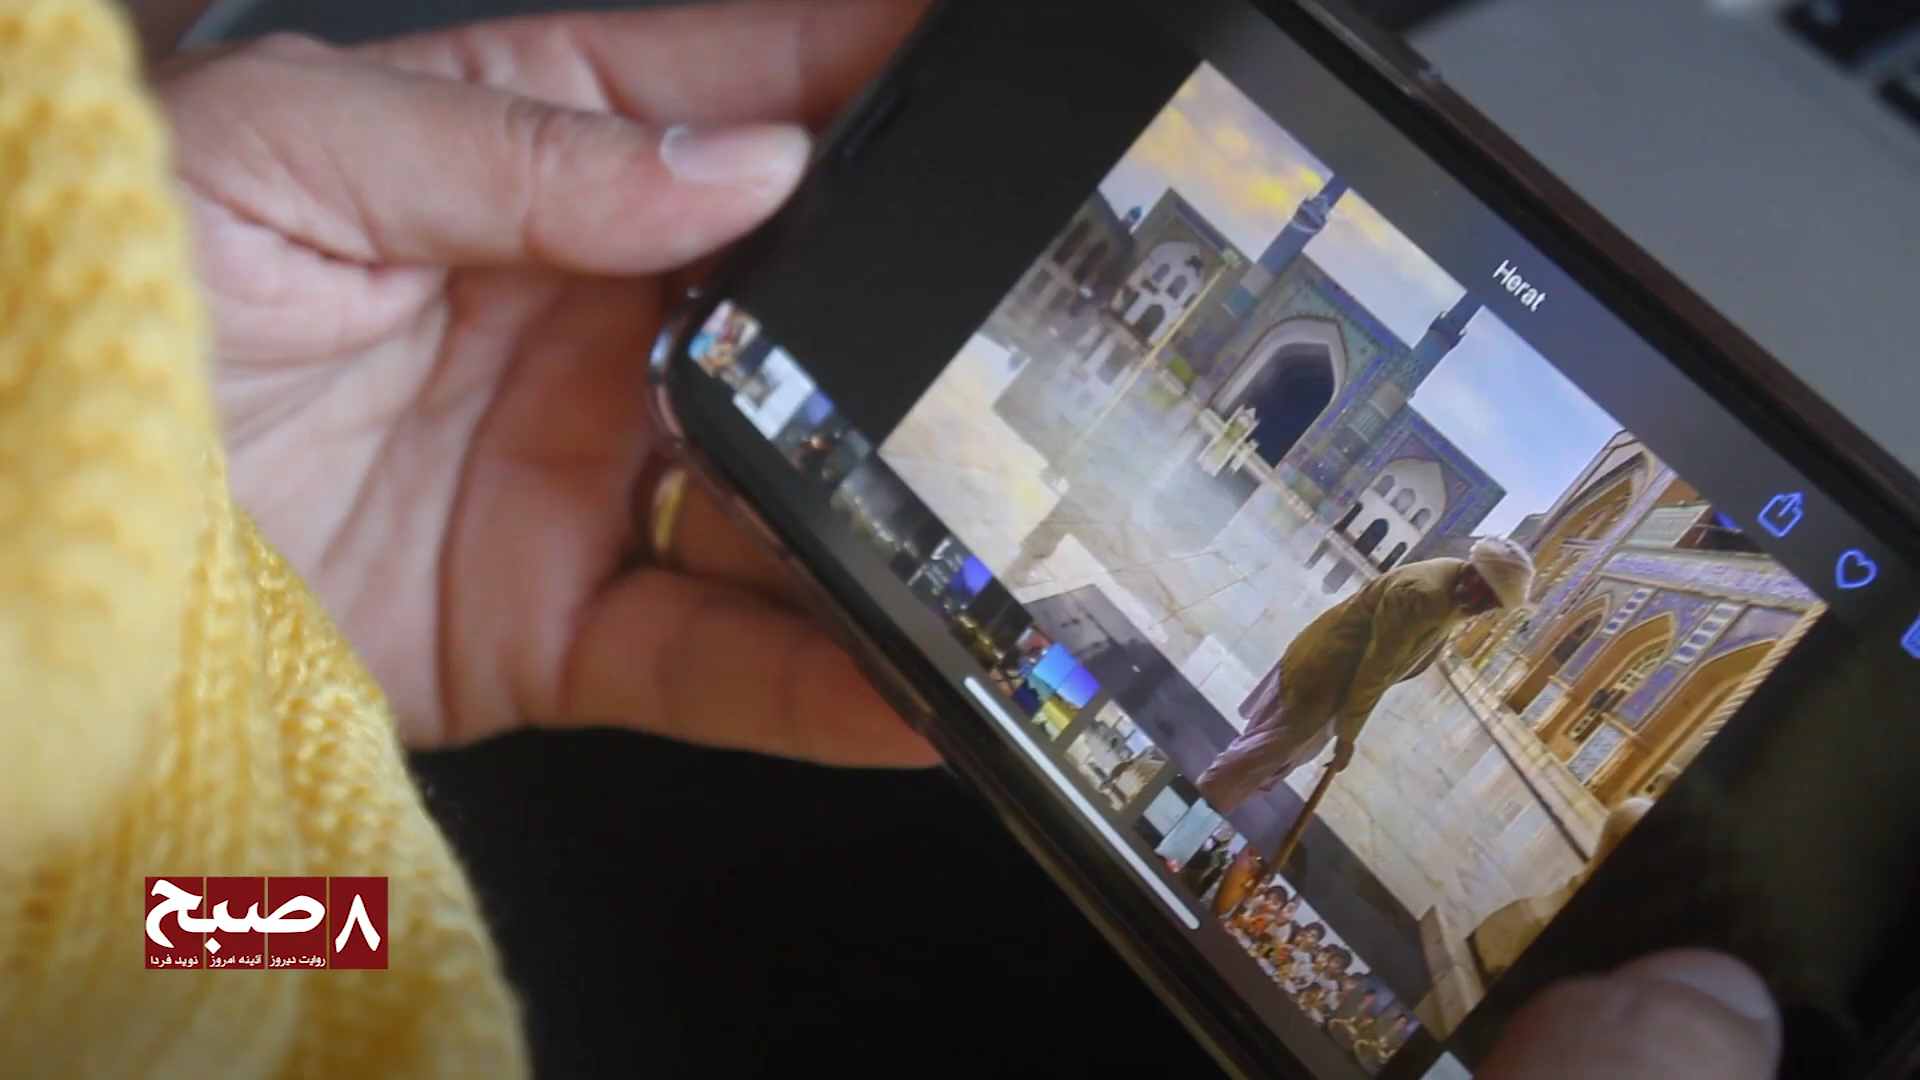 Herat
۸ صبح
روایت دیروز آئینه امروز نوید فردا